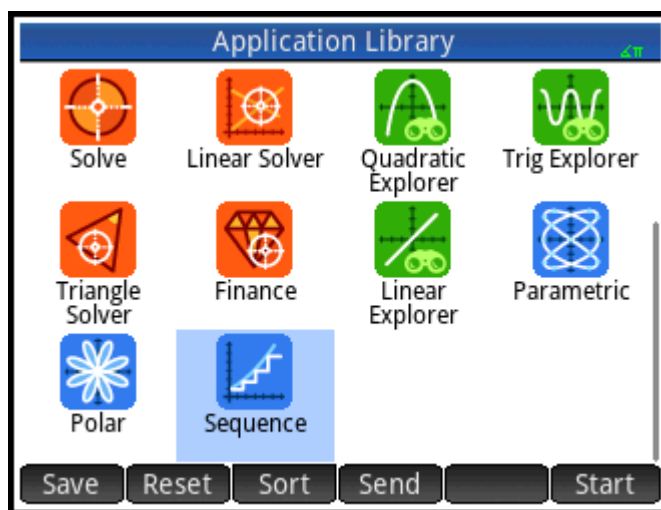 Application Library
∠π
Solve
Linear Solver
Quadratic
Explorer
Trig Explorer
Triangle
Solver
Finance
Linear
Explorer
Parametric
Polar
Sequence
Save Reset Sort Send Start